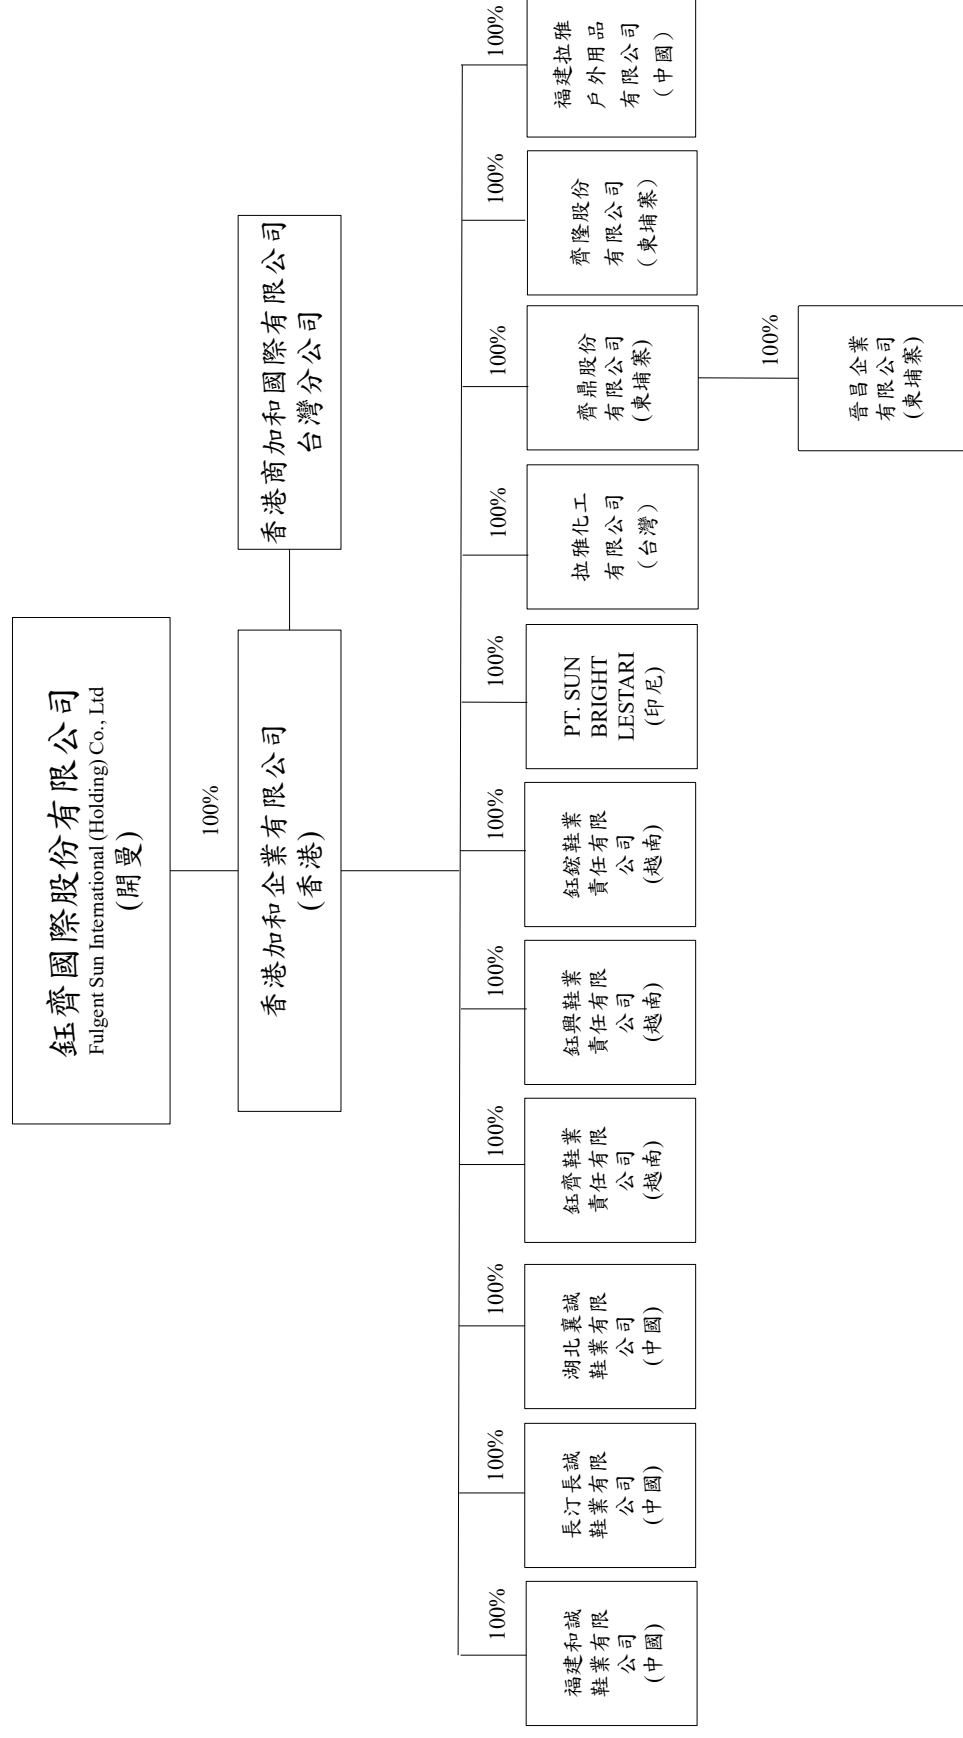 鈺齊國際股份有限公司
Fulgent Sun International (Holding) Co., Ltd
(開曼)
100%
香港加和企業有限公司
(香港)
香港商加和國際有限公司
台灣分公司
100%
福建和誠
鞋業有限
公司
(中國)
100%
長汀長誠
鞋業有限
公司
(中國)
100%
湖北襄誠
鞋業有限
公司
(中國)
100%
鈺齊鞋業
責任有限
公司
(越南)
100%
鈺興鞋業
責任有限
公司
(越南)
100%
鈺鋐鞋業
責任有限
公司
(越南)
100%
PT. SUN
BRIGHT
LESTARI
(印尼)
100%
拉雅化工
有限公司
(台灣)
100%
齊鼎股份
有限公司
(柬埔寨)
100%
齊隆股份
有限公司
(柬埔寨)
100%
福建拉雅
戶外用品
有限公司
(中國)
100%
晉昌企業
有限公司
(柬埔寨)